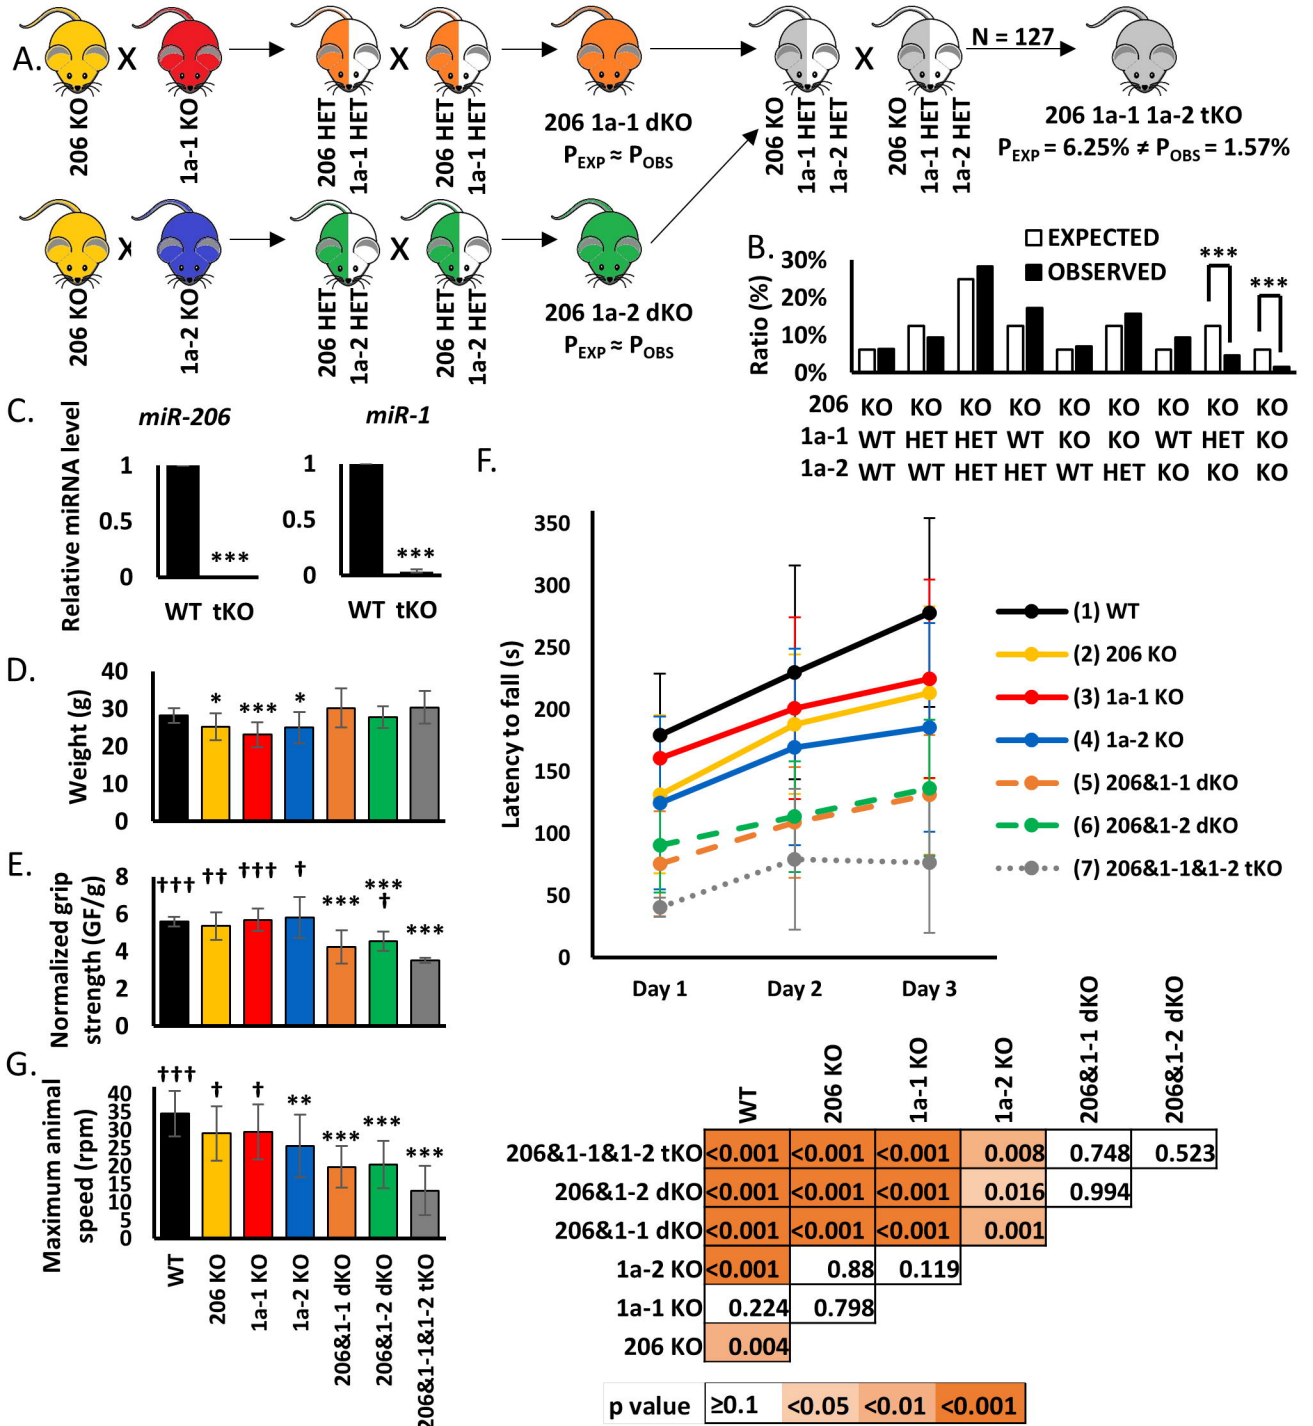 A.
X
X
X
N = 127
206 KO
1a-1 KO
206 HET
1a-1 HET
206 HET
1a-1 HET
206 1a-1 dKO
P_EXP ≈ P_OBS
206 KO
1a-1 HET
1a-2 HET
206 KO
1a-1 HET
1a-2 HET
206 1a-1 1a-2 tKO
P_EXP = 6.25% ≠ P_OBS = 1.57%
X
X
206 KO
1a-2 KO
206 HET
1a-2 HET
206 HET
1a-2 HET
206 1a-2 dKO
P_EXP ≈ P_OBS
B.
EXPECTED
OBSERVED
Ratio (%)
30%
20%
10%
0%
***
***
206 KO KO KO KO KO KO KO KO KO
1a-1 WT HET HET WT KO KO WT HET KO
1a-2 WT WT HET HET WT HET KO KO KO
C.
Relative miRNA level
miR-206
1
0.5
0
***
WT tKO
miR-1
1
0.5
0
***
WT tKO
D.
Weight (g)
40
30
20
10
0
*
***
*
E.
Normalized grip
strength (GF/g)
8
6
4
2
0
†††
††
†††
†
***
***
†
***
F.
Latency to fall (s)
350
300
250
200
150
100
50
0
Day 1
Day 2
Day 3
(1) WT
(2) 206 KO
(3) 1a-1 KO
(4) 1a-2 KO
(5) 206&1-1 dKO
(6) 206&1-2 dKO
(7) 206&1-1&1-2 tKO
G.
Maximum animal
speed (rpm)
40
35
30
25
20
15
10
5
0
†††
†
†
**
***
***
***
WT
206 KO
1a-1 KO
1a-2 KO
206&1-1 dKO
206&1-2 dKO
206&1-1&1-2 tKO
WT
206 KO
1a-1 KO
1a-2 KO
206&1-1 dKO
206&1-2 dKO
206&1-1&1-2 tKO <0.001 <0.001 <0.001 0.008 0.748 0.523
206&1-2 dKO <0.001 <0.001 <0.001 0.016 0.994
206&1-1 dKO <0.001 <0.001 <0.001 0.001
1a-2 KO <0.001 0.88 0.119
1a-1 KO 0.224 0.798
206 KO 0.004
p value ≥0.1 <0.05 <0.01 <0.001